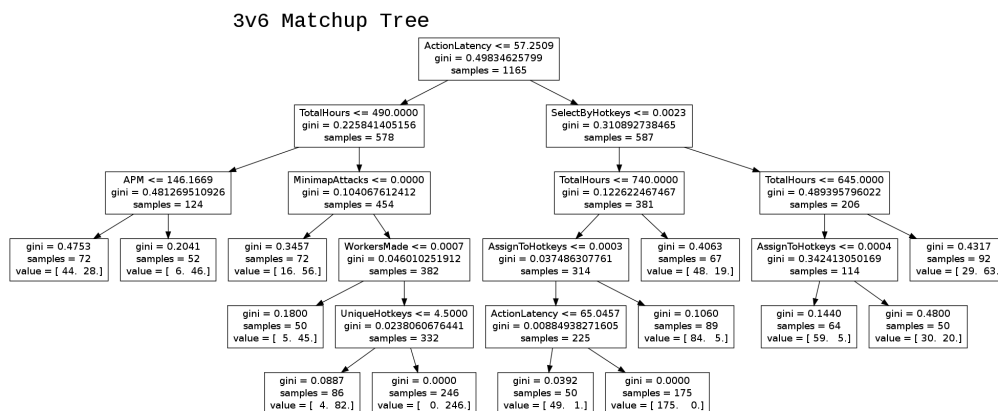 3v6 Matchup Tree
ActionLatency <= 57.2509
gini = 0.49834625799
samples = 1165
TotalHours <= 490.0000
gini = 0.225841405156
samples = 578
SelectByHotkeys <= 0.0023
gini = 0.310892738465
samples = 587
APM <= 146.1669
gini = 0.481269510926
samples = 124
MinimapAttacks <= 0.0000
gini = 0.104067612412
samples = 454
TotalHours <= 740.0000
gini = 0.122622467467
samples = 381
TotalHours <= 645.0000
gini = 0.489395796022
samples = 206
gini = 0.4753
samples = 72
value = [ 44. 28.]
gini = 0.2041
samples = 52
value = [ 6. 46.]
gini = 0.3457
samples = 72
value = [ 16. 56.]
WorkersMade <= 0.0007
gini = 0.046010251912
samples = 382
AssignToHotkeys <= 0.0003
gini = 0.037486307761
samples = 314
gini = 0.4063
samples = 67
value = [ 48. 19.]
AssignToHotkeys <= 0.0004
gini = 0.342413050169
samples = 114
gini = 0.4317
samples = 92
value = [ 29. 63.
gini = 0.1800
samples = 50
value = [ 5. 45.]
UniqueHotkeys <= 4.5000
gini = 0.0238060676441
samples = 332
ActionLatency <= 65.0457
gini = 0.00884938271605
samples = 225
gini = 0.1060
samples = 89
value = [ 84. 5.]
gini = 0.1440
samples = 64
value = [ 59. 5.]
gini = 0.4800
samples = 50
value = [ 30. 20.]
gini = 0.0887
samples = 86
value = [ 4. 82.]
gini = 0.0000
samples = 246
value = [ 0. 246.]
gini = 0.0392
samples = 50
value = [ 49. 1.]
gini = 0.0000
samples = 175
value = [ 175. 0.]